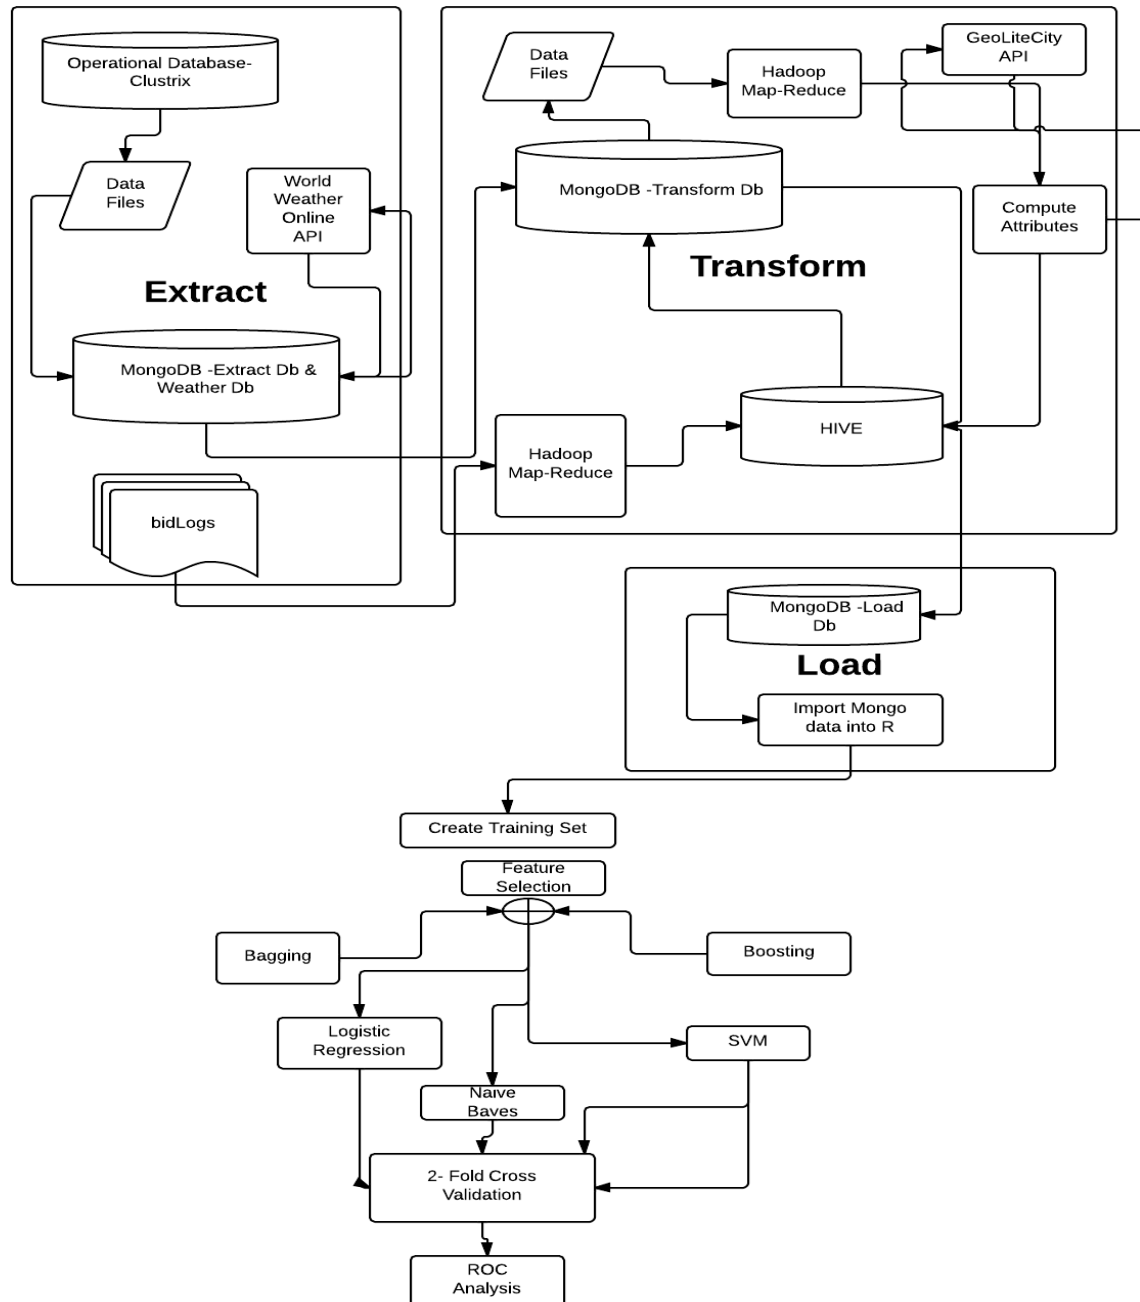 Operational Database-
Clustrix
Data
Files
World
Weather
Online
API
Extract
MongoDB -Extract Db &
Weather Db
bidLogs
Data
Files
Hadoop
Map-Reduce
GeoLiteCity
API
MongoDB -Transform Db
Compute
Attributes
Transform
HIVE
Hadoop
Map-Reduce
MongoDB -Load
Db
Load
Import Mongo
data into R
Create Training Set
Feature
Selection
Bagging
Boosting
Logistic
Regression
SVM
Naive
Bayes
2- Fold Cross
Validation
ROC
Analysis